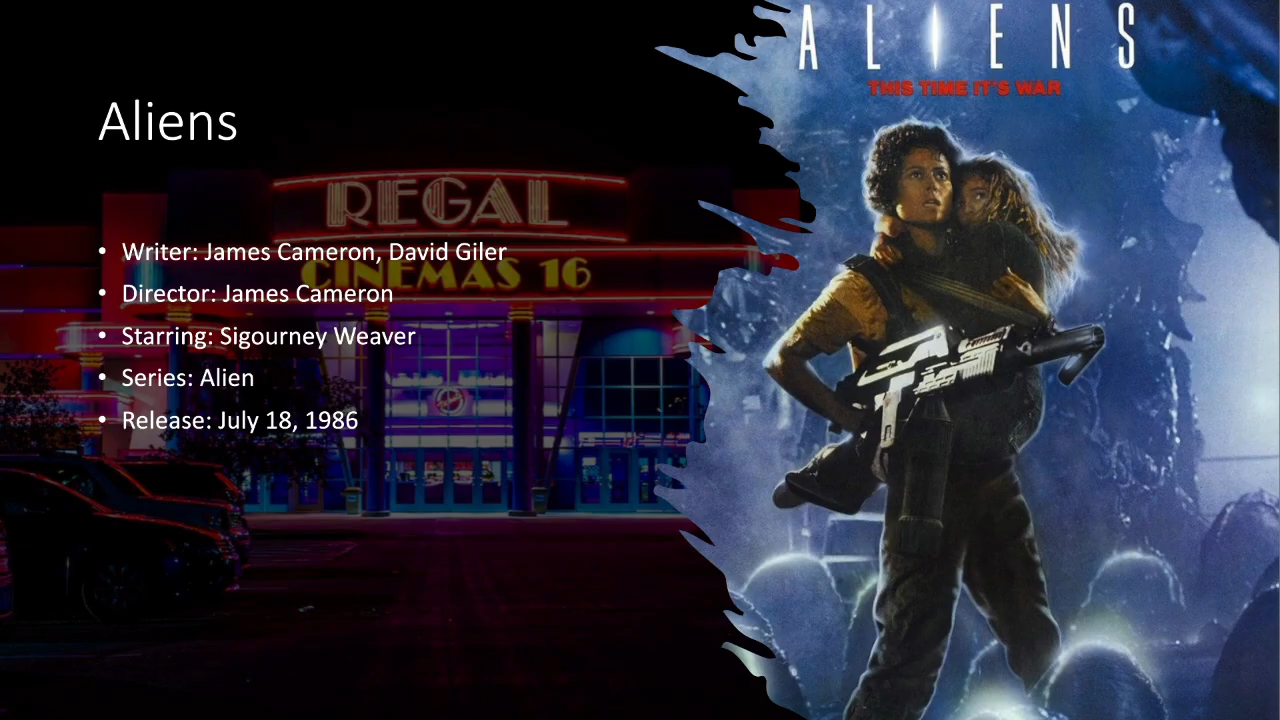 Aliens
REGAL
CINEMAS 16
• Writer: James Cameron, David Giler
• Director: James Cameron
• Starring: Sigourney Weaver
• Series: Alien
• Release: July 18, 1986
ALIENS
THIS TIME IT'S WAR